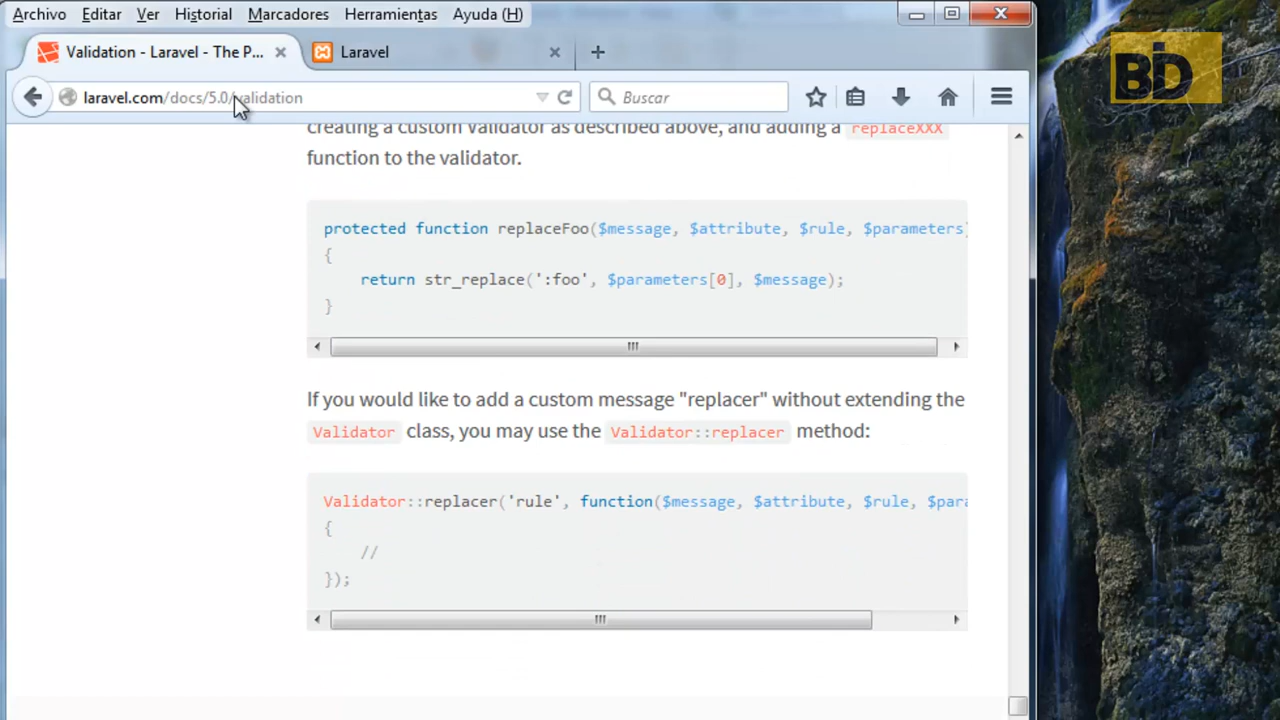 Archivo Editar Ver Historial Marcadores Herramientas Ayuda (H)
Validation - Laravel - The P... Laravel
laravel.com/docs/5.0/validation Buscar
creating a custom Validator as described above, and adding a replaceXXX
function to the validator.
protected function replaceFoo($message, $attribute, $rule, $parameters)
{
return str_replace(':foo', $parameters[0], $message);
}
If you would like to add a custom message "replacer" without extending the
Validator class, you may use the Validator::replacer method:
Validator::replacer('rule', function($message, $attribute, $rule, $para
{
//
});
BiD